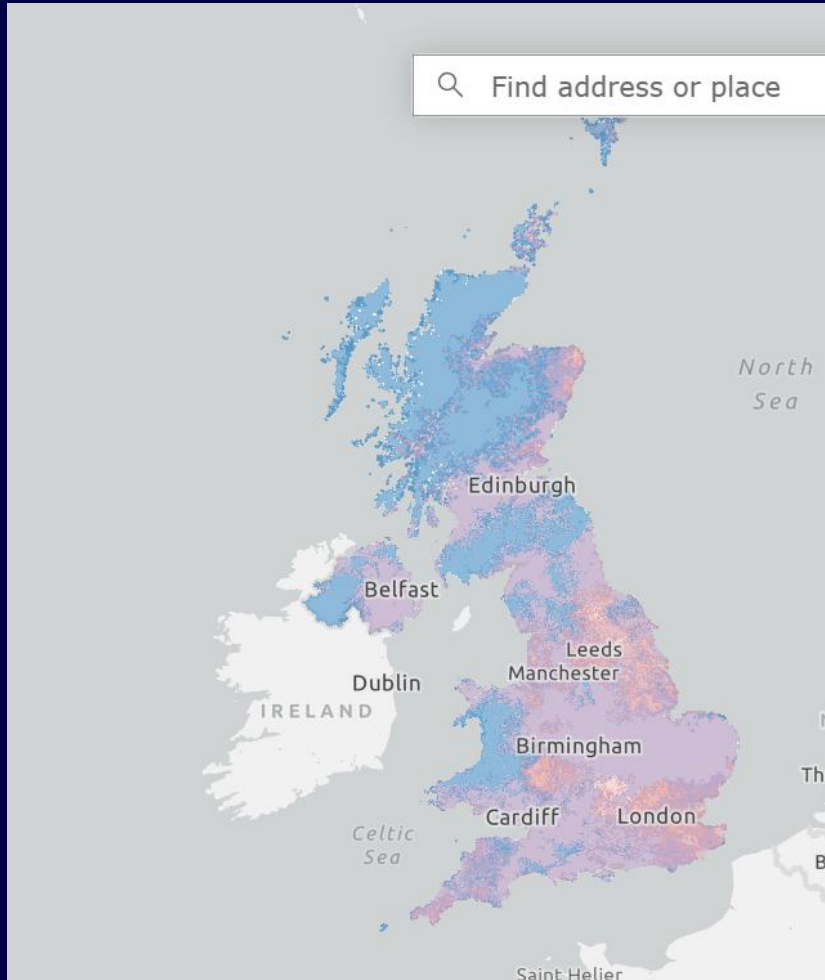 Find address or place
North
Sea
Edinburgh
Belfast
Leeds
Manchester
Dublin
IRELAND
Birmingham
Th
Cardiff
London
Celtic
Sea
B
Saint Helier